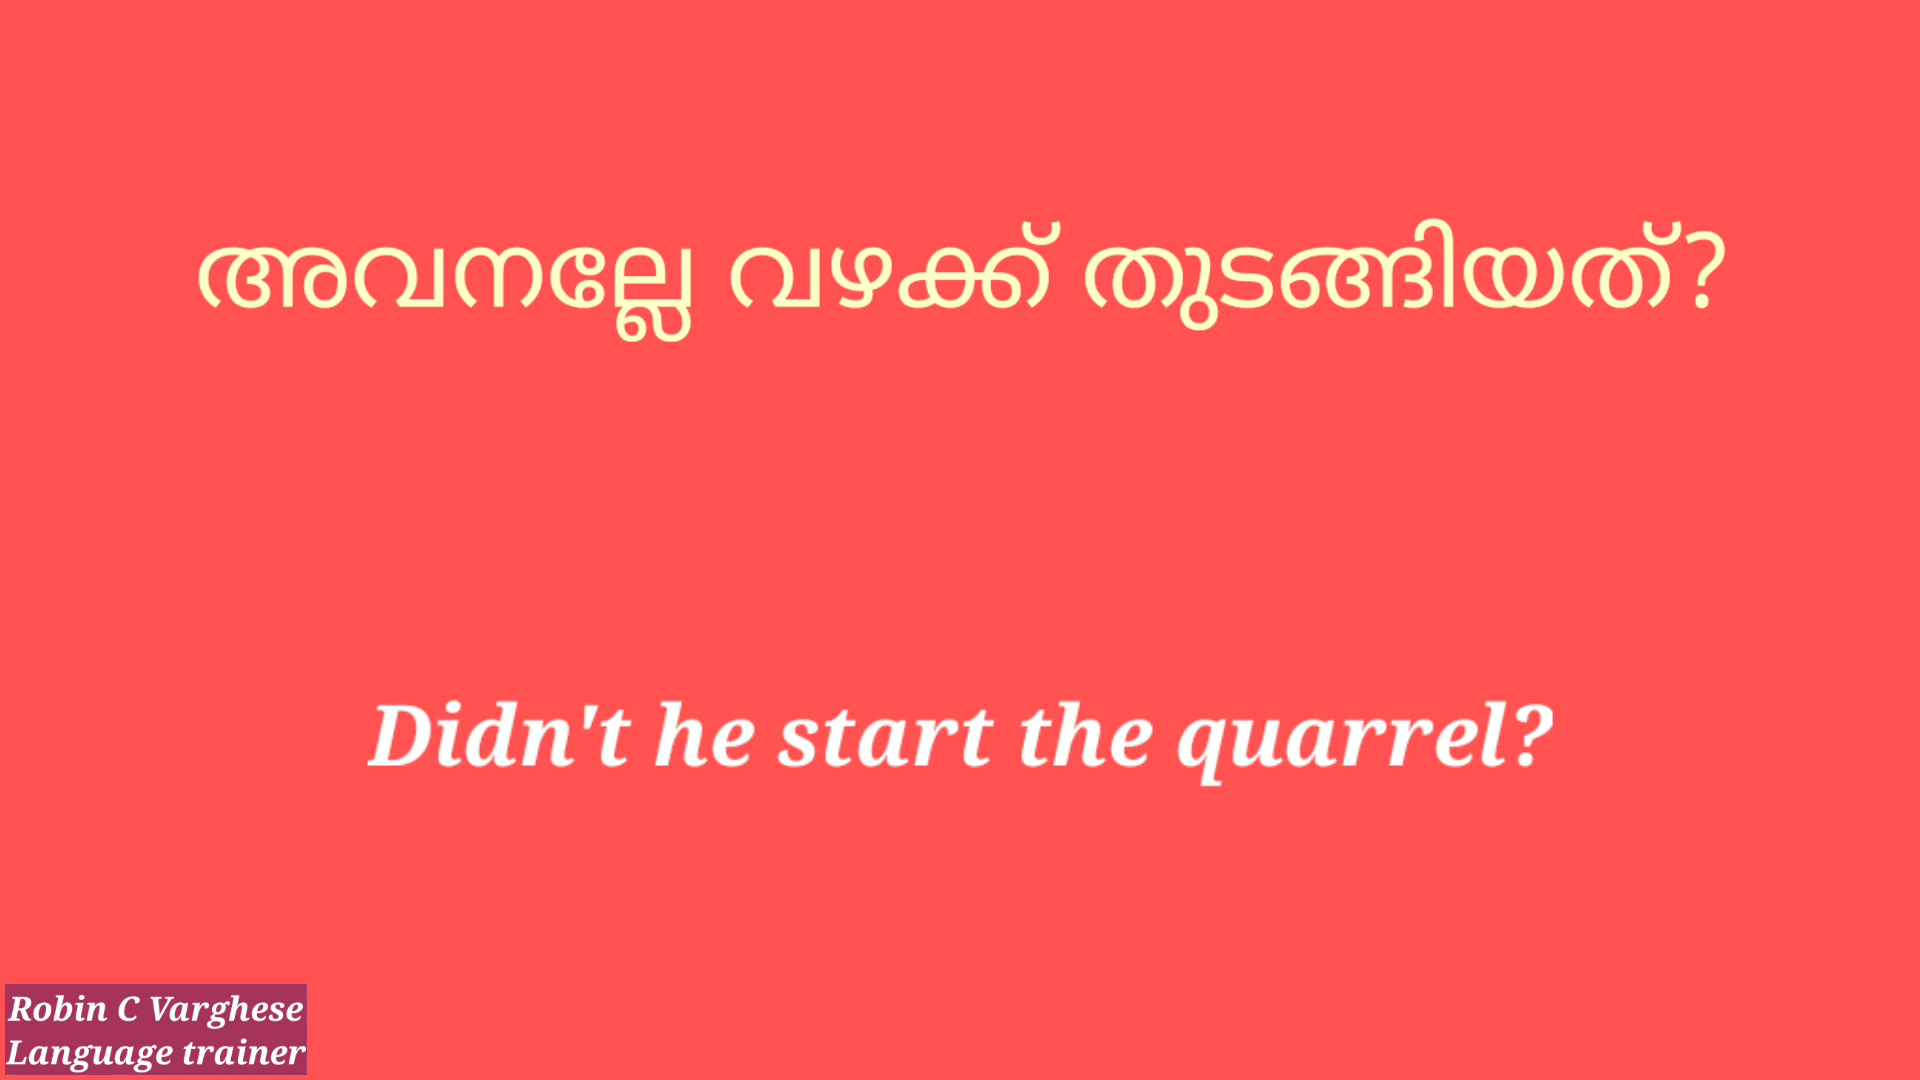 അവനല്ലേ വഴക്ക് തുടങ്ങിയത്?
Didn't he start the quarrel?
Robin C Varghese
Language trainer